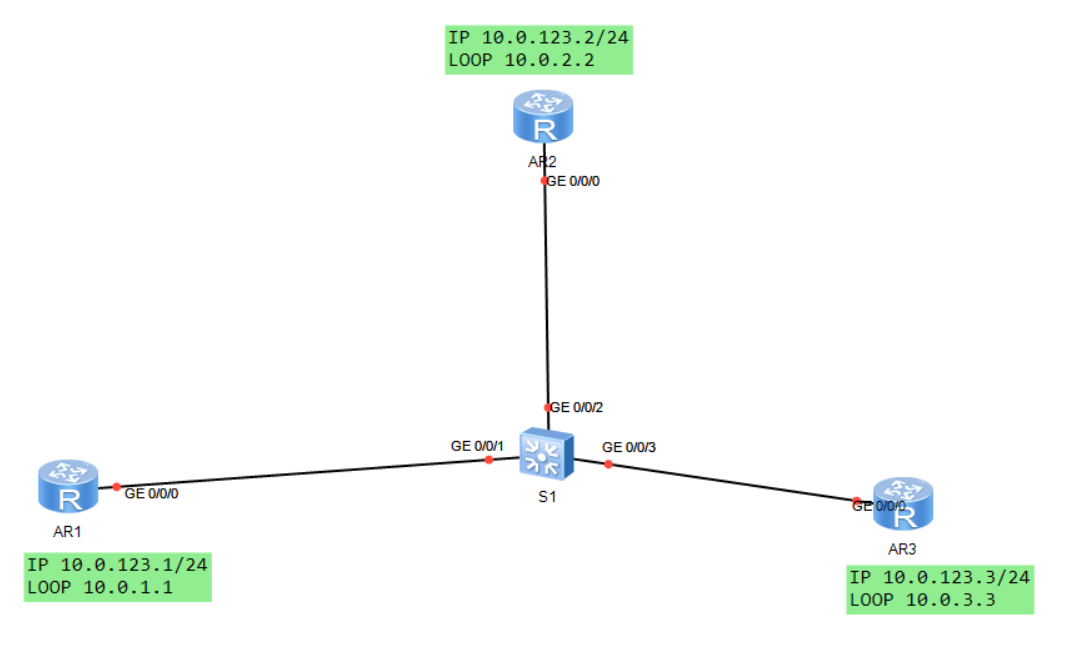 IP 10.0.123.2/24
LOOP 10.0.2.2
R
AR2
GE 0/0/0
GE 0/0/2
GE 0/0/1
GE 0/0/3
S1
R
GE 0/0/0
AR1
IP 10.0.123.1/24
LOOP 10.0.1.1
GE 0/0/0
R
AR3
IP 10.0.123.3/24
LOOP 10.0.3.3